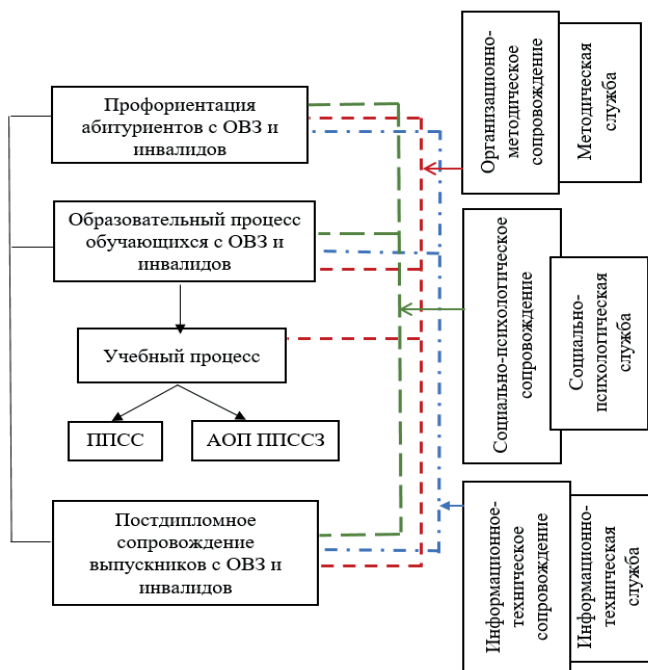 Профориентация
абитуриентов с ОВЗ и
инвалидов
Образовательный процесс
обучающихся с ОВЗ и
инвалидов
Учебный процесс
ППСС
АОП ППССЗ
Постдипломное
сопровождение
выпускников с ОВЗ и
инвалидов
Организационно-
методическое
сопровождение
Методическая
служба
Социально-психологическое
сопровождение
Социально-
психологическая
служба
Информационное-
техническое
сопровождение
Информационно-
техническая
служба